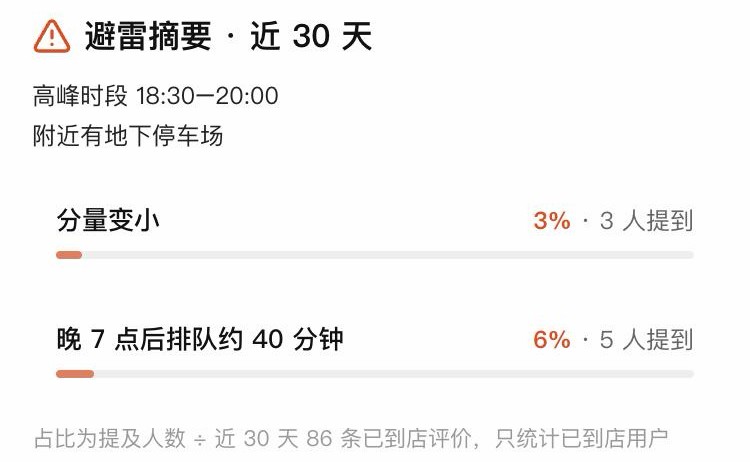 避雷摘要 · 近 30 天
高峰时段 18:30–20:00
附近有地下停车场
分量变小 3% · 3 人提到
晚 7 点后排队约 40 分钟 6% · 5 人提到
占比为提及人数 ÷ 近 30 天 86 条已到店评价，只统计已到店用户